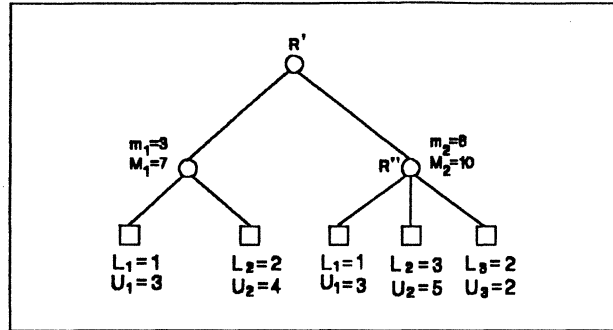 R'
m₁=3
M₁=7
m₂=6
M₂=10
R''
L₁=1 L₂=2 L₁=1 L₂=3 L₃=2
U₁=3 U₂=4 U₁=3 U₂=5 U₃=2